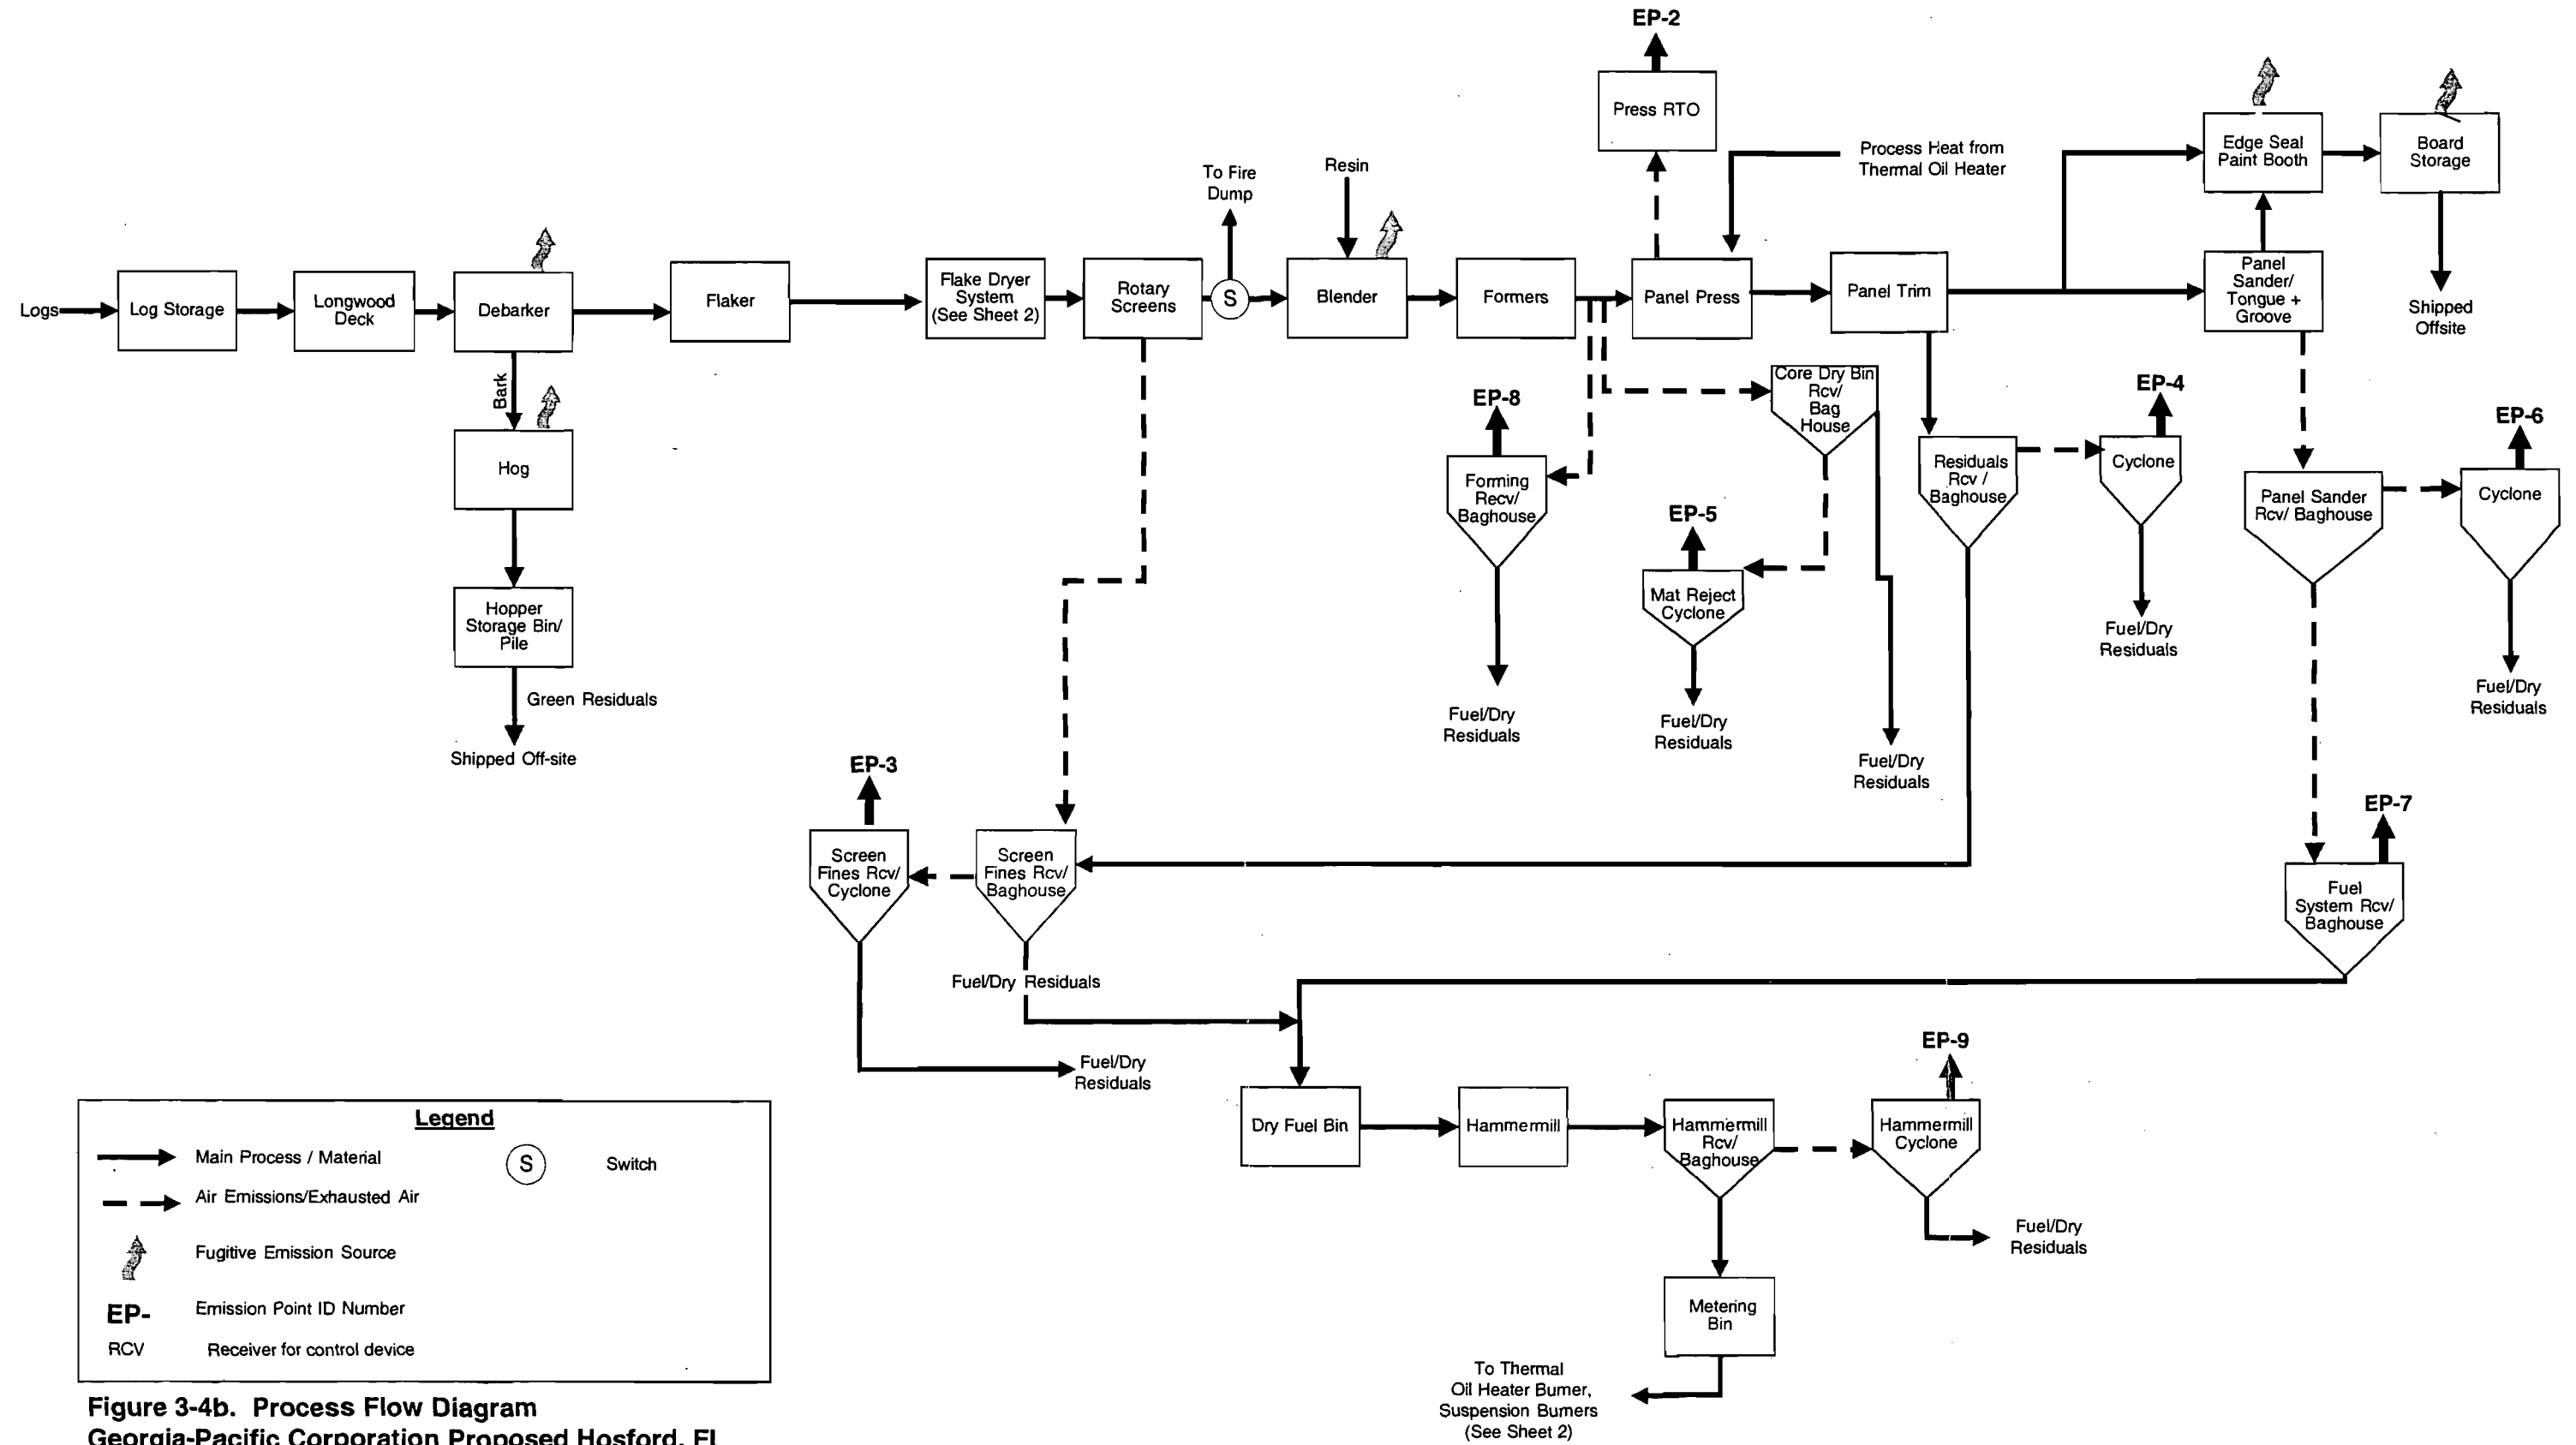 EP-2
Press RTO
Process Heat from
Thermal Oil Heater
Edge Seal
Paint Booth
Board
Storage
To Fire
Dump
Resin
Logs
Log Storage
Longwood
Deck
Debarker
Flaker
Flake Dryer
System
(See Sheet 2)
Rotary
Screens
S
Blender
Formers
Panel Press
Panel Trim
Panel
Sander/
Tongue +
Groove
Shipped
Offsite
Bark
Hog
Hopper
Storage Bin/
Pile
Green Residuals
Shipped Off-site
EP-8
Forming
Recv/
Baghouse
Fuel/Dry
Residuals
Core Dry Bin
Rcv/
Bag
House
EP-5
Mat Reject
Cyclone
Fuel/Dry
Residuals
Fuel/Dry
Residuals
Residuals
Rcv /
Baghouse
EP-4
Cyclone
Fuel/Dry
Residuals
Panel Sander
Rcv/ Baghouse
EP-6
Cyclone
Fuel/Dry
Residuals
EP-3
Screen
Fines Rcv/
Cyclone
Screen
Fines Rcv/
Baghouse
EP-7
Fuel
System Rcv/
Baghouse
Fuel/Dry Residuals
Fuel/Dry
Residuals
Dry Fuel Bin
Hammermill
Hammermill
Rcv/
Baghouse
EP-9
Hammermill
Cyclone
Fuel/Dry
Residuals
Metering
Bin
To Thermal
Oil Heater Burner,
Suspension Burners
(See Sheet 2)
Legend
Main Process / Material
S
Switch
Air Emissions/Exhausted Air
Fugitive Emission Source
EP-
Emission Point ID Number
RCV
Receiver for control device
Figure 3-4b. Process Flow Diagram
Georgia-Pacific Corporation Proposed Hosford, FL